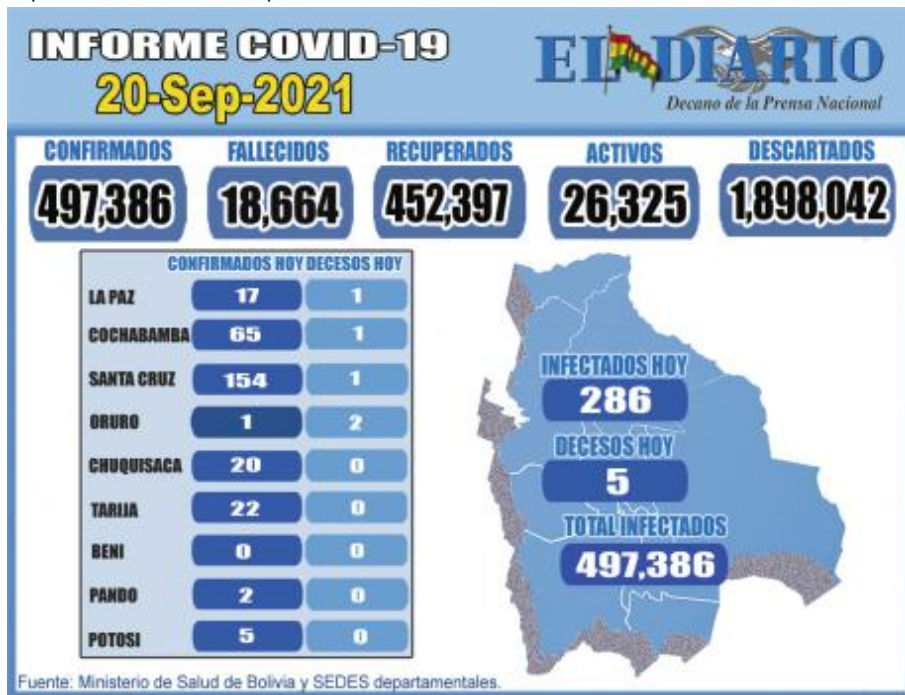 INFORME COVID-19
20-Sep-2021
EL DIARIO
Decano de la Prensa Nacional
CONFIRMADOS FALLECIDOS RECUPERADOS ACTIVOS DESCARTADOS
497,386 18,664 452,397 26,325 1,898,042
CONFIRMADOS HOY DECESOS HOY
LA PAZ 17 1
COCHABAMBA 65 1
SANTA CRUZ 154 1
ORURO 1 2
CHUQUISACA 20 0
TARIJA 22 0
BENI 0 0
PANDO 2 0
POTOSI 5 0
INFECTADOS HOY
286
DECESOS HOY
5
TOTAL INFECTADOS
497,386
Fuente: Ministerio de Salud de Bolivia y SEDES departamentales.